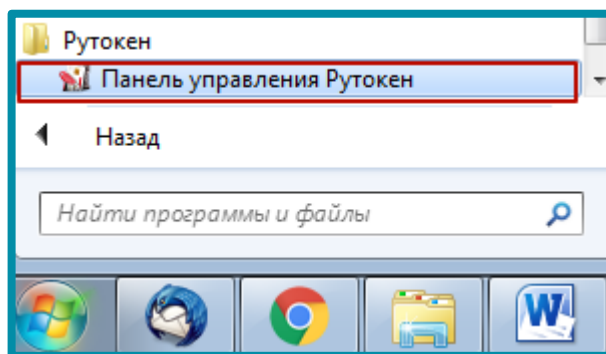 Рутокен
Панель управления Рутокен
Назад
Найти программы и файлы
W